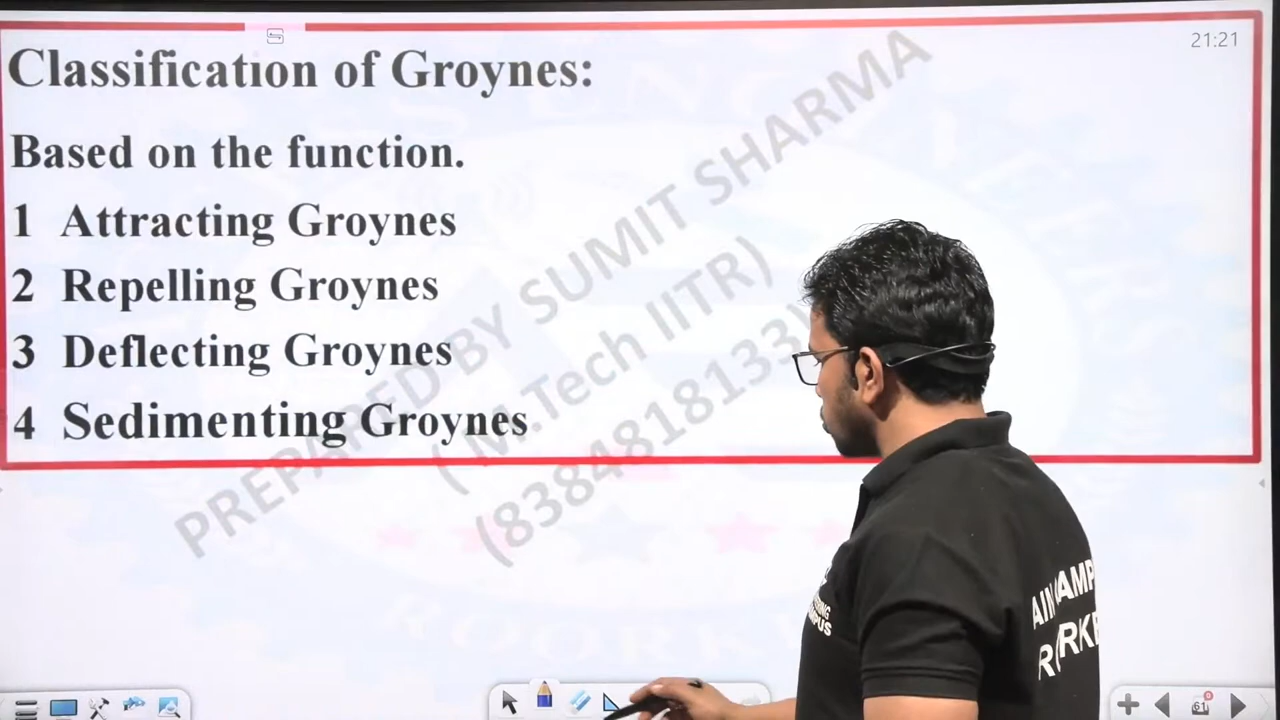 21:21
Classification of Groynes:
Based on the function.
1 Attracting Groynes
2 Repelling Groynes
3 Deflecting Groynes
4 Sedimenting Groynes
PREPARED BY SUMIT SHARMA
( M.Tech IITR)
(8384818133)
61